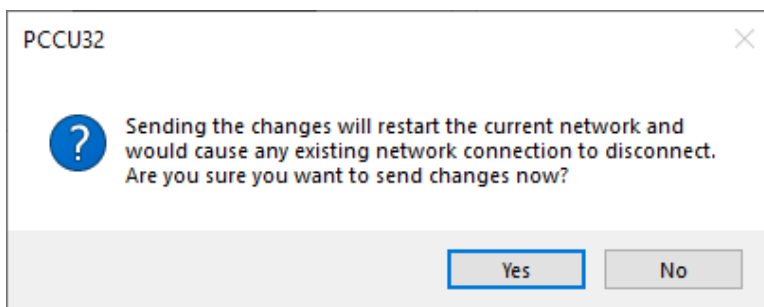 PCCU32
Sending the changes will restart the current network and
would cause any existing network connection to disconnect.
Are you sure you want to send changes now?
Yes
No